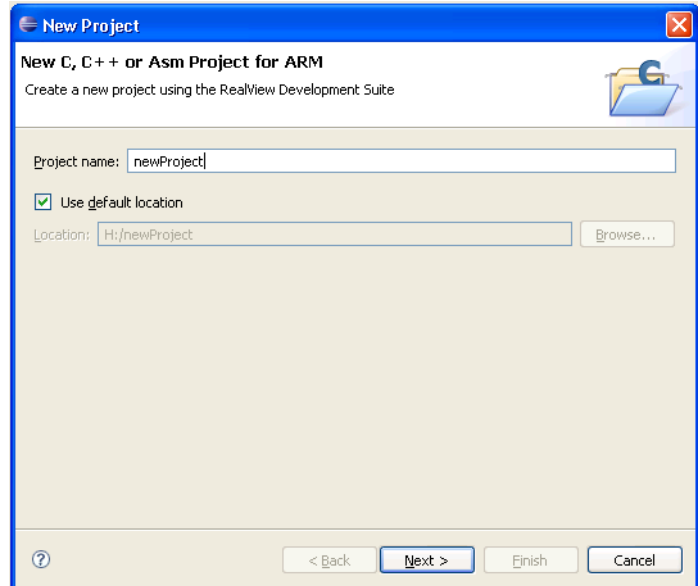 New Project
New C, C++ or Asm Project for ARM
Create a new project using the RealView Development Suite
Project name: newProject
Use default location
Location: H:/newProject Browse...
< Back Next > Finish Cancel